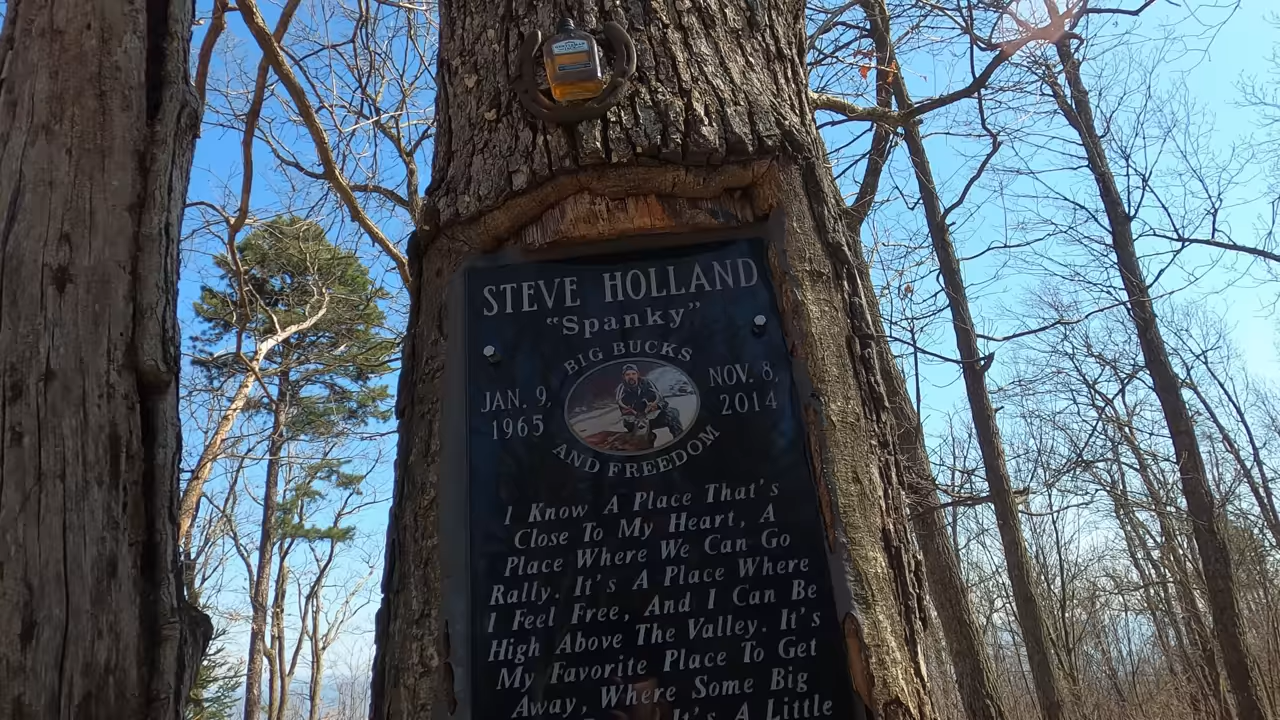 GENTLEMAN
STEVE HOLLAND
"Spanky"
BIG BUCKS
JAN. 9,
1965
NOV. 8,
2014
AND FREEDOM
I Know A Place That's
Close To My Heart, A
Place Where We Can Go
Rally. It's A Place Where
I Feel Free, And I Can Be
High Above The Valley. It's
My Favorite Place To Get
Away, Where Some Big
It's A Little